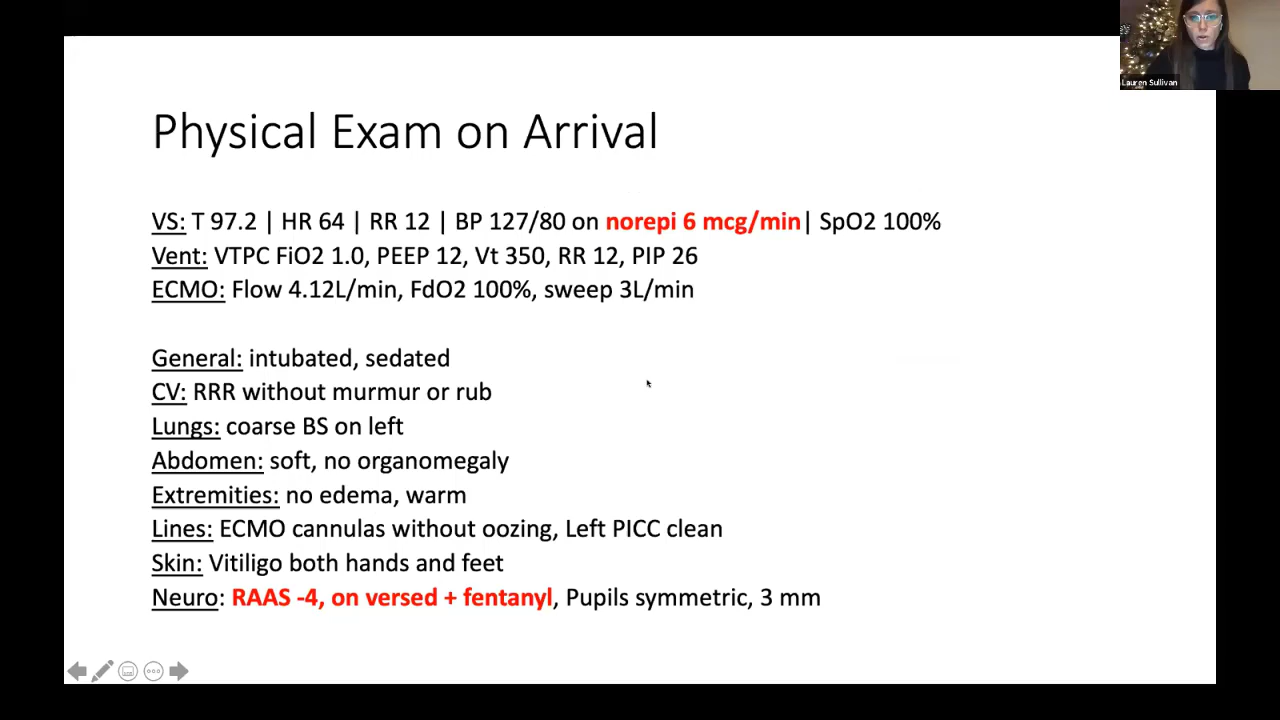 Lauren Sullivan
Physical Exam on Arrival
VS: T 97.2 | HR 64 | RR 12 | BP 127/80 on norepi 6 mcg/min| SpO2 100%
Vent: VTPC FiO2 1.0, PEEP 12, Vt 350, RR 12, PIP 26
ECMO: Flow 4.12L/min, FdO2 100%, sweep 3L/min
General: intubated, sedated
CV: RRR without murmur or rub
Lungs: coarse BS on left
Abdomen: soft, no organomegaly
Extremities: no edema, warm
Lines: ECMO cannulas without oozing, Left PICC clean
Skin: Vitiligo both hands and feet
Neuro: RAAS -4, on versed + fentanyl, Pupils symmetric, 3 mm